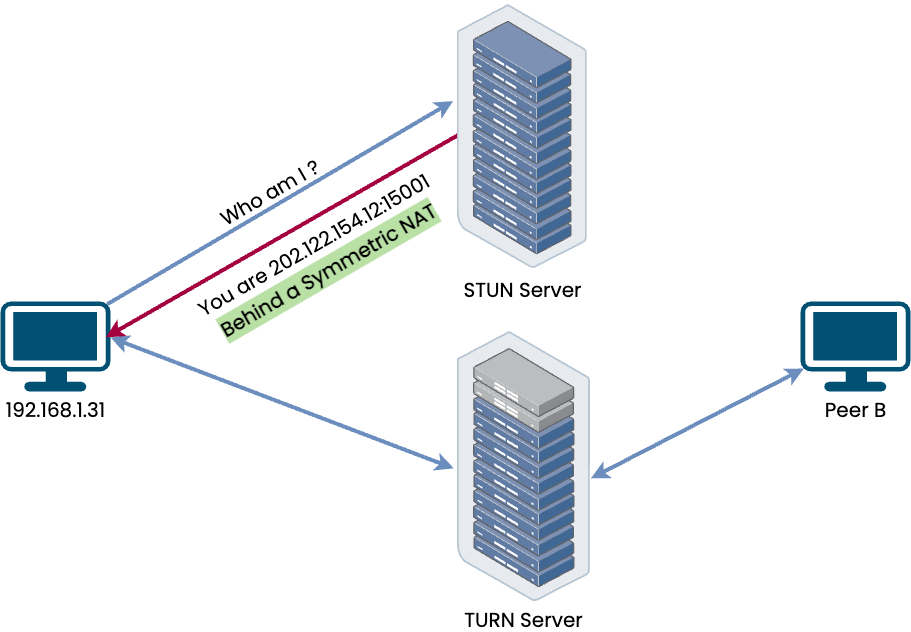 Who am I ?
You are 202.122.154.12:15001
Behind a Symmetric NAT
STUN Server
192.168.1.31
Peer B
TURN Server